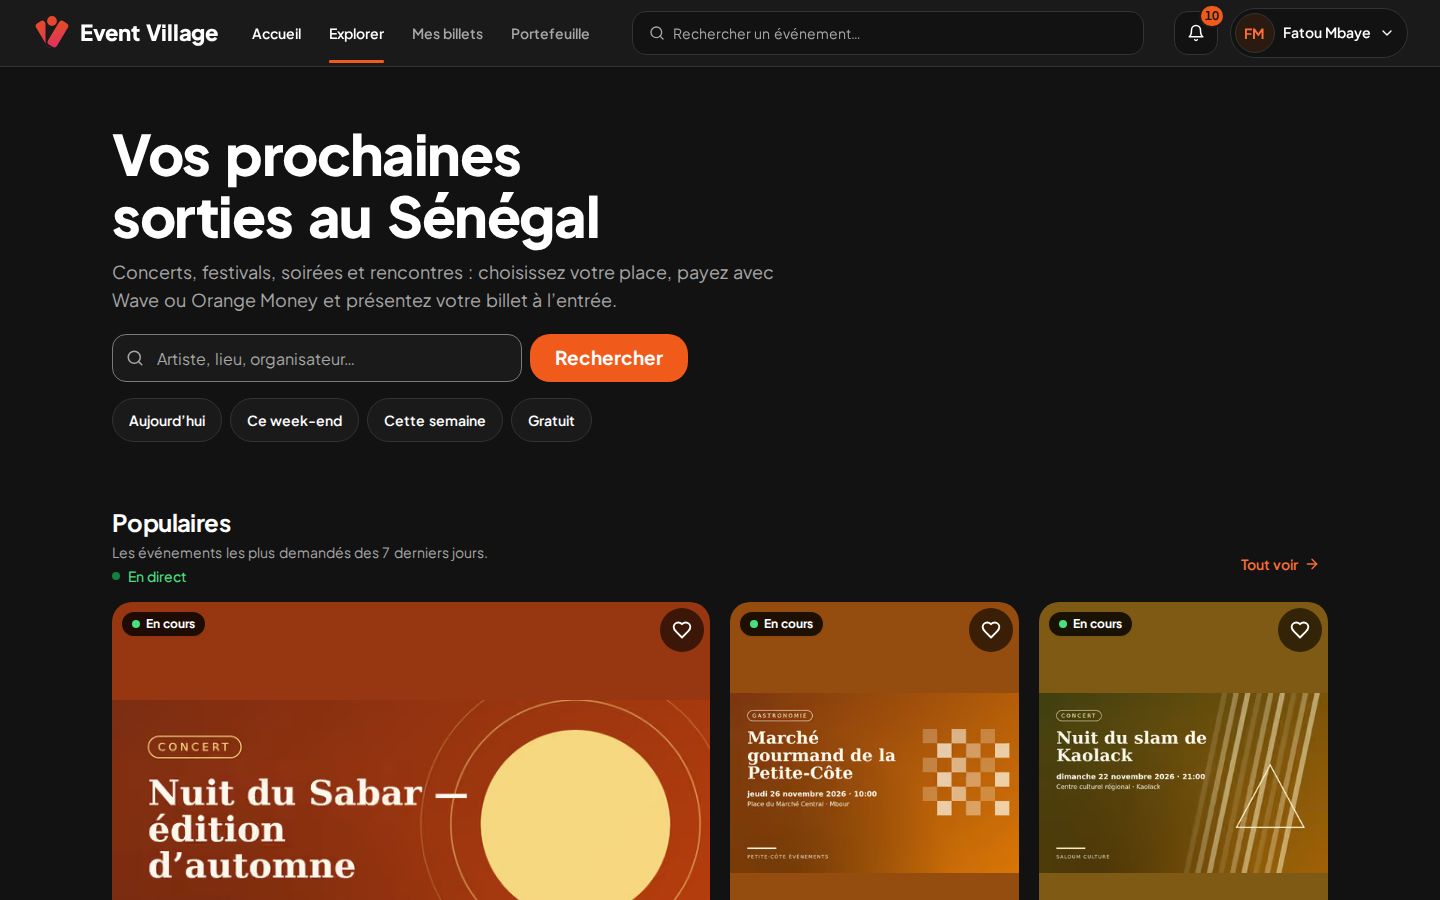 Event Village
Accueil
Explorer
Mes billets
Portefeuille
Rechercher un événement…
10
FM
Fatou Mbaye
Vos prochaines
sorties au Sénégal
Concerts, festivals, soirées et rencontres : choisissez votre place, payez avec
Wave ou Orange Money et présentez votre billet à l’entrée.
Artiste, lieu, organisateur…
Rechercher
Aujourd’hui
Ce week-end
Cette semaine
Gratuit
Populaires
Les événements les plus demandés des 7 derniers jours.
En direct
Tout voir
En cours
CONCERT
Nuit du Sabar —
édition
d’automne
En cours
GASTRONOMIE
Marché
gourmand de la
Petite-Côte
jeudi 26 novembre 2026 · 10:00
Place du Marché Central · Mbour
PETITE-CÔTE ÉVÉNEMENTS
En cours
CONCERT
Nuit du slam de
Kaolack
dimanche 22 novembre 2026 · 21:00
Centre culturel régional · Kaolack
SALOUM CULTURE